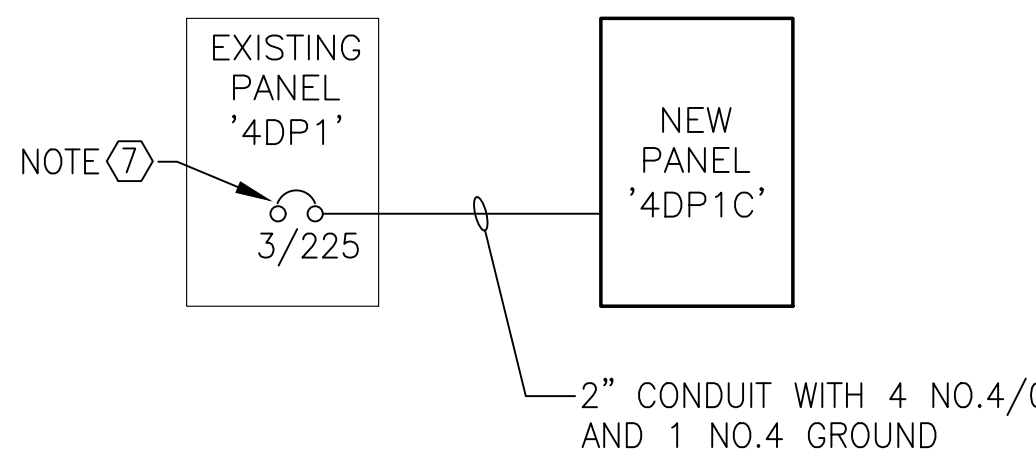 EXISTING
PANEL
'4DP1'
NOTE 7
3/225
NEW
PANEL
'4DP1C'
2" CONDUIT WITH 4 NO.4/0
AND 1 NO.4 GROUND